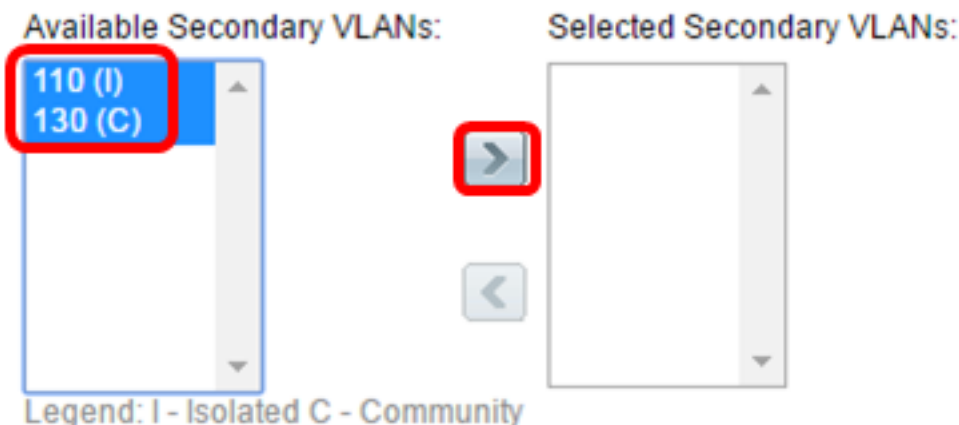 Available Secondary VLANs:
Selected Secondary VLANs:
110 (I)
130 (C)
Legend: I - Isolated C - Community